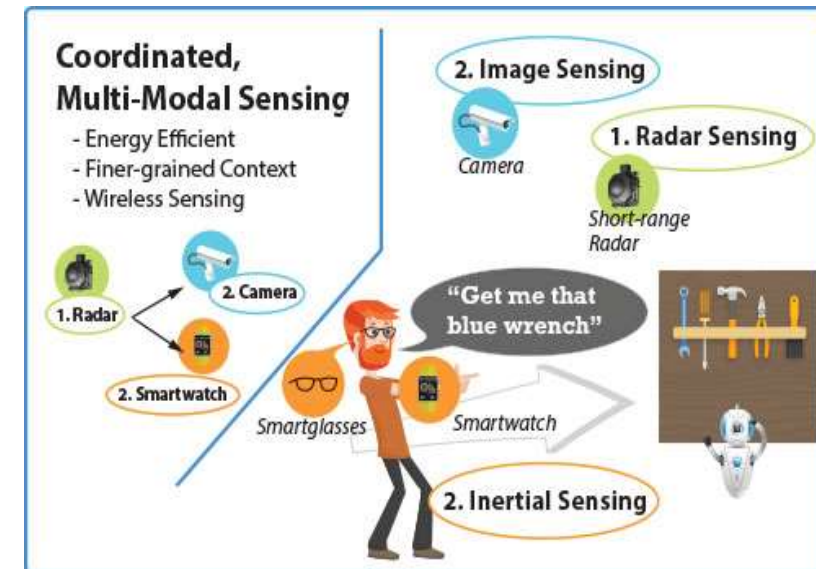 Coordinated,
Multi-Modal Sensing
- Energy Efficient
- Finer-grained Context
- Wireless Sensing
1. Radar
2. Camera
2. Smartwatch
2. Image Sensing
Camera
1. Radar Sensing
Short-range
Radar
“Get me that
blue wrench”
Smartglasses
Smartwatch
2. Inertial Sensing